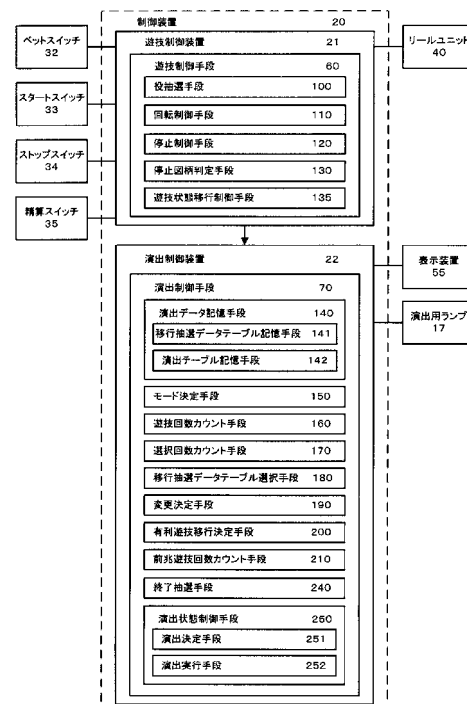 制御装置 20
ベットスイッチ 32
スタートスイッチ 33
ストップスイッチ 34
精算スイッチ 35
遊技制御装置 21
遊技制御手段 60
役抽選手段 100
回転制御手段 110
停止制御手段 120
停止図柄判定手段 130
遊技状態移行制御手段 135
リールユニット 40
演出制御装置 22
演出制御手段 70
演出データ記憶手段 140
移行抽選データテーブル記憶手段 141
演出テーブル記憶手段 142
モード決定手段 150
遊技回数カウント手段 160
選択回数カウント手段 170
移行抽選データテーブル選択手段 180
変更決定手段 190
有利遊技移行決定手段 200
前兆遊技回数カウント手段 210
終了抽選手段 240
演出状態制御手段 260
演出決定手段 251
演出実行手段 252
表示装置 55
演出用ランプ 17